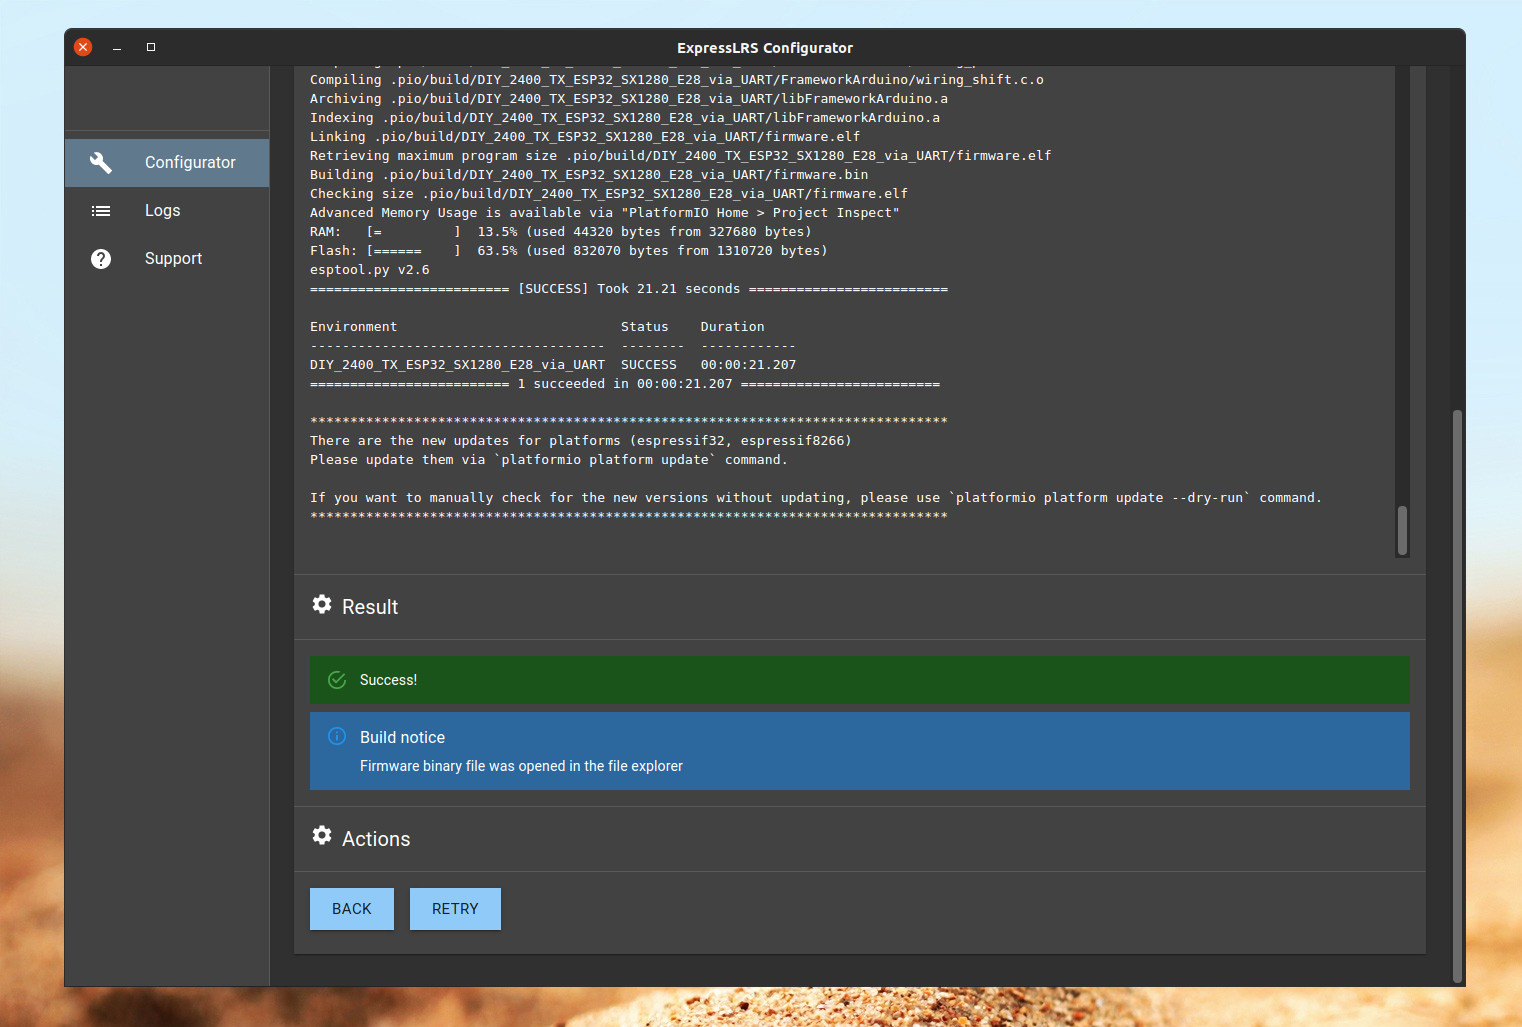 ExpressLRS Configurator
Configurator
Logs
Support
Compiling .pio/build/DIY_2400_TX_ESP32_SX1280_E28_via_UART/FrameworkArduino/wiring_shift.c.o
Archiving .pio/build/DIY_2400_TX_ESP32_SX1280_E28_via_UART/libFrameworkArduino.a
Indexing .pio/build/DIY_2400_TX_ESP32_SX1280_E28_via_UART/libFrameworkArduino.a
Linking .pio/build/DIY_2400_TX_ESP32_SX1280_E28_via_UART/firmware.elf
Retrieving maximum program size .pio/build/DIY_2400_TX_ESP32_SX1280_E28_via_UART/firmware.elf
Building .pio/build/DIY_2400_TX_ESP32_SX1280_E28_via_UART/firmware.bin
Checking size .pio/build/DIY_2400_TX_ESP32_SX1280_E28_via_UART/firmware.elf
Advanced Memory Usage is available via "PlatformIO Home > Project Inspect"
RAM:   [=         ]  13.5% (used 44320 bytes from 327680 bytes)
Flash: [======    ]  63.5% (used 832070 bytes from 1310720 bytes)
esptool.py v2.6
========================= [SUCCESS] Took 21.21 seconds =========================
Environment                            Status    Duration
-------------------------------------  --------  ------------
DIY_2400_TX_ESP32_SX1280_E28_via_UART  SUCCESS   00:00:21.207
========================= 1 succeeded in 00:00:21.207 =========================
********************************************************************************
There are the new updates for platforms (espressif32, espressif8266)
Please update them via `platformio platform update` command.
If you want to manually check for the new versions without updating, please use `platformio platform update --dry-run` command.
********************************************************************************
Result
Success!
Build notice
Firmware binary file was opened in the file explorer
Actions
BACK RETRY